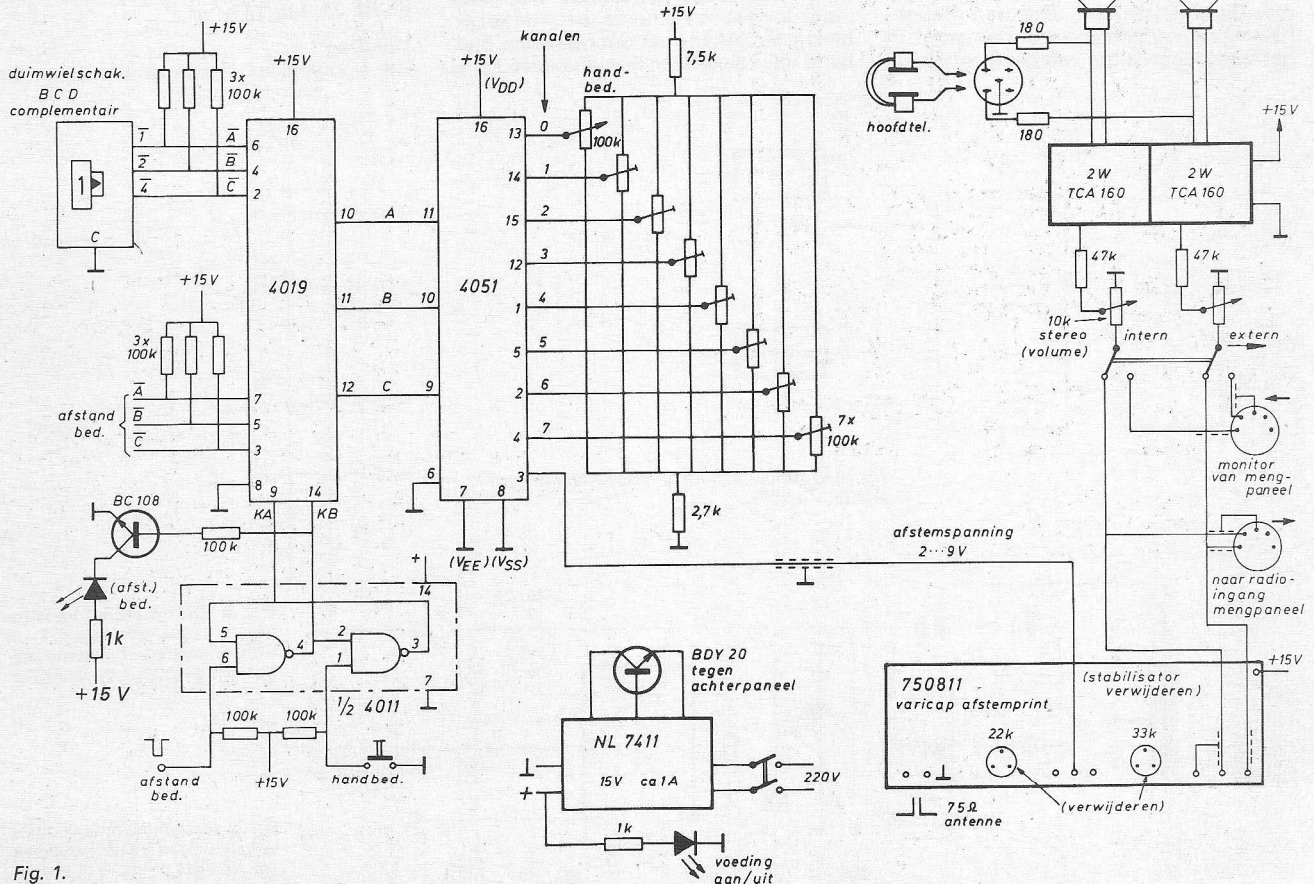 +15V
duimwielschak.
BCD
complementair
3x
100k
1
2
4
A
B
C
6
4
2
1
C
+15V
16
4019
10 A 11
11 B 10
12 C 9
+15V
3x
100k
afstand
bed.
A
B
C
7
5
3
8
9
14
KA
KB
+15V
(VDD)
16
4051
kanalen
13 0
14 1
15 2
12 3
1 4
5 5
2 6
4 7
3
6
7
8
(VEE)
(VSS)
hand-
bed.
100k
+15V
7,5k
7x
100k
2,7k
BC 108
100k
(afst.)
bed.
1k
+15 V
+
14
5
6
4
2
1
3
7
1/2 4011
100k
100k
+15V
afstand
bed.
handbed.
afstemspanning
2...9V
BDY 20
tegen
achterpaneel
NL 7411
15V ca 1A
+
220V
1k
voeding
aan/uit
hoofdtel.
180
180
+15V
2W
TCA 160
2W
TCA 160
47k
47k
10k
stereo
(volume)
intern
extern
monitor
van meng-
paneel
naar radio-
ingang
mengpaneel
+15V
750811
varicap afstemprint
(stabilisator
verwijderen)
22k
33k
(verwijderen)
75Ω
antenne
Fig. 1.